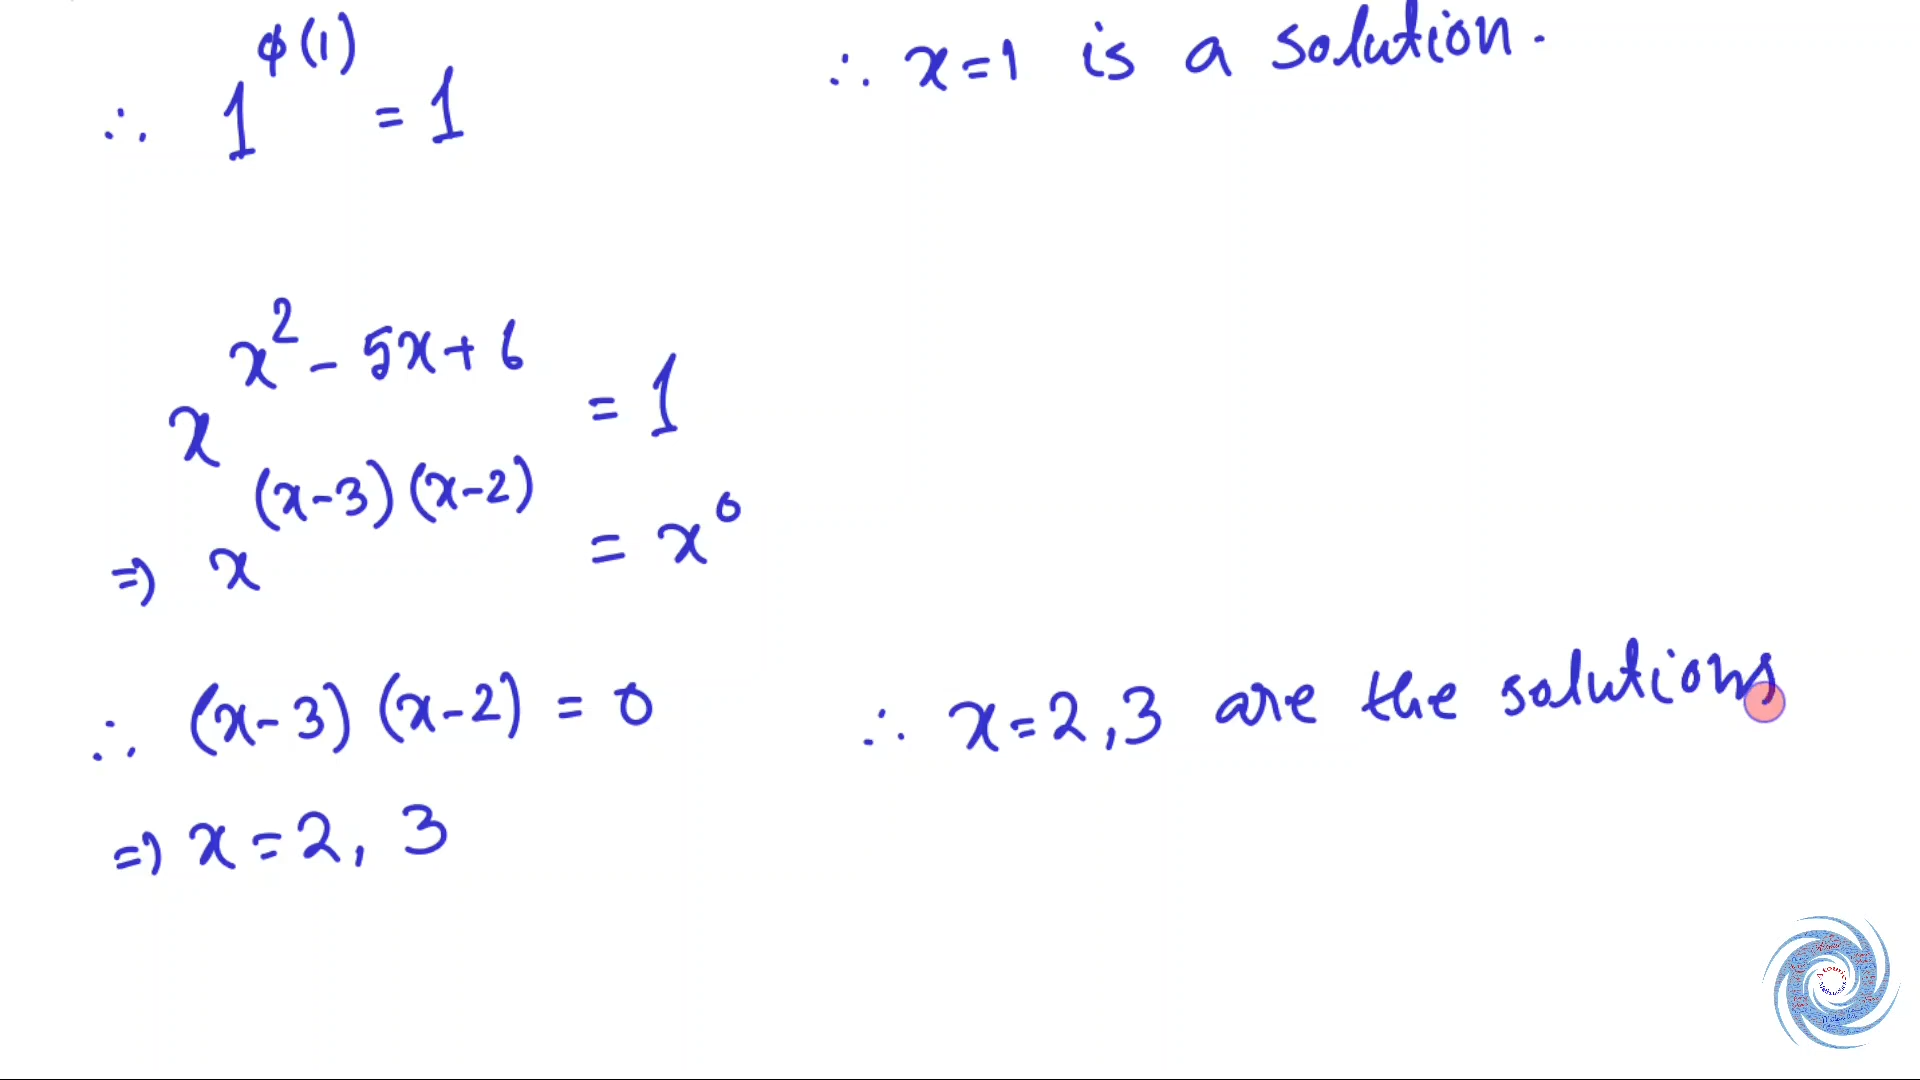 ∴ 1^ϕ(1) = 1
∴ x=1 is a solution.
x^(x² - 5x + 6) = 1
⇒ x^((x-3)(x-2)) = x⁰
∴ (x-3)(x-2) = 0
∴ x=2,3 are the solutions
⇒ x=2, 3